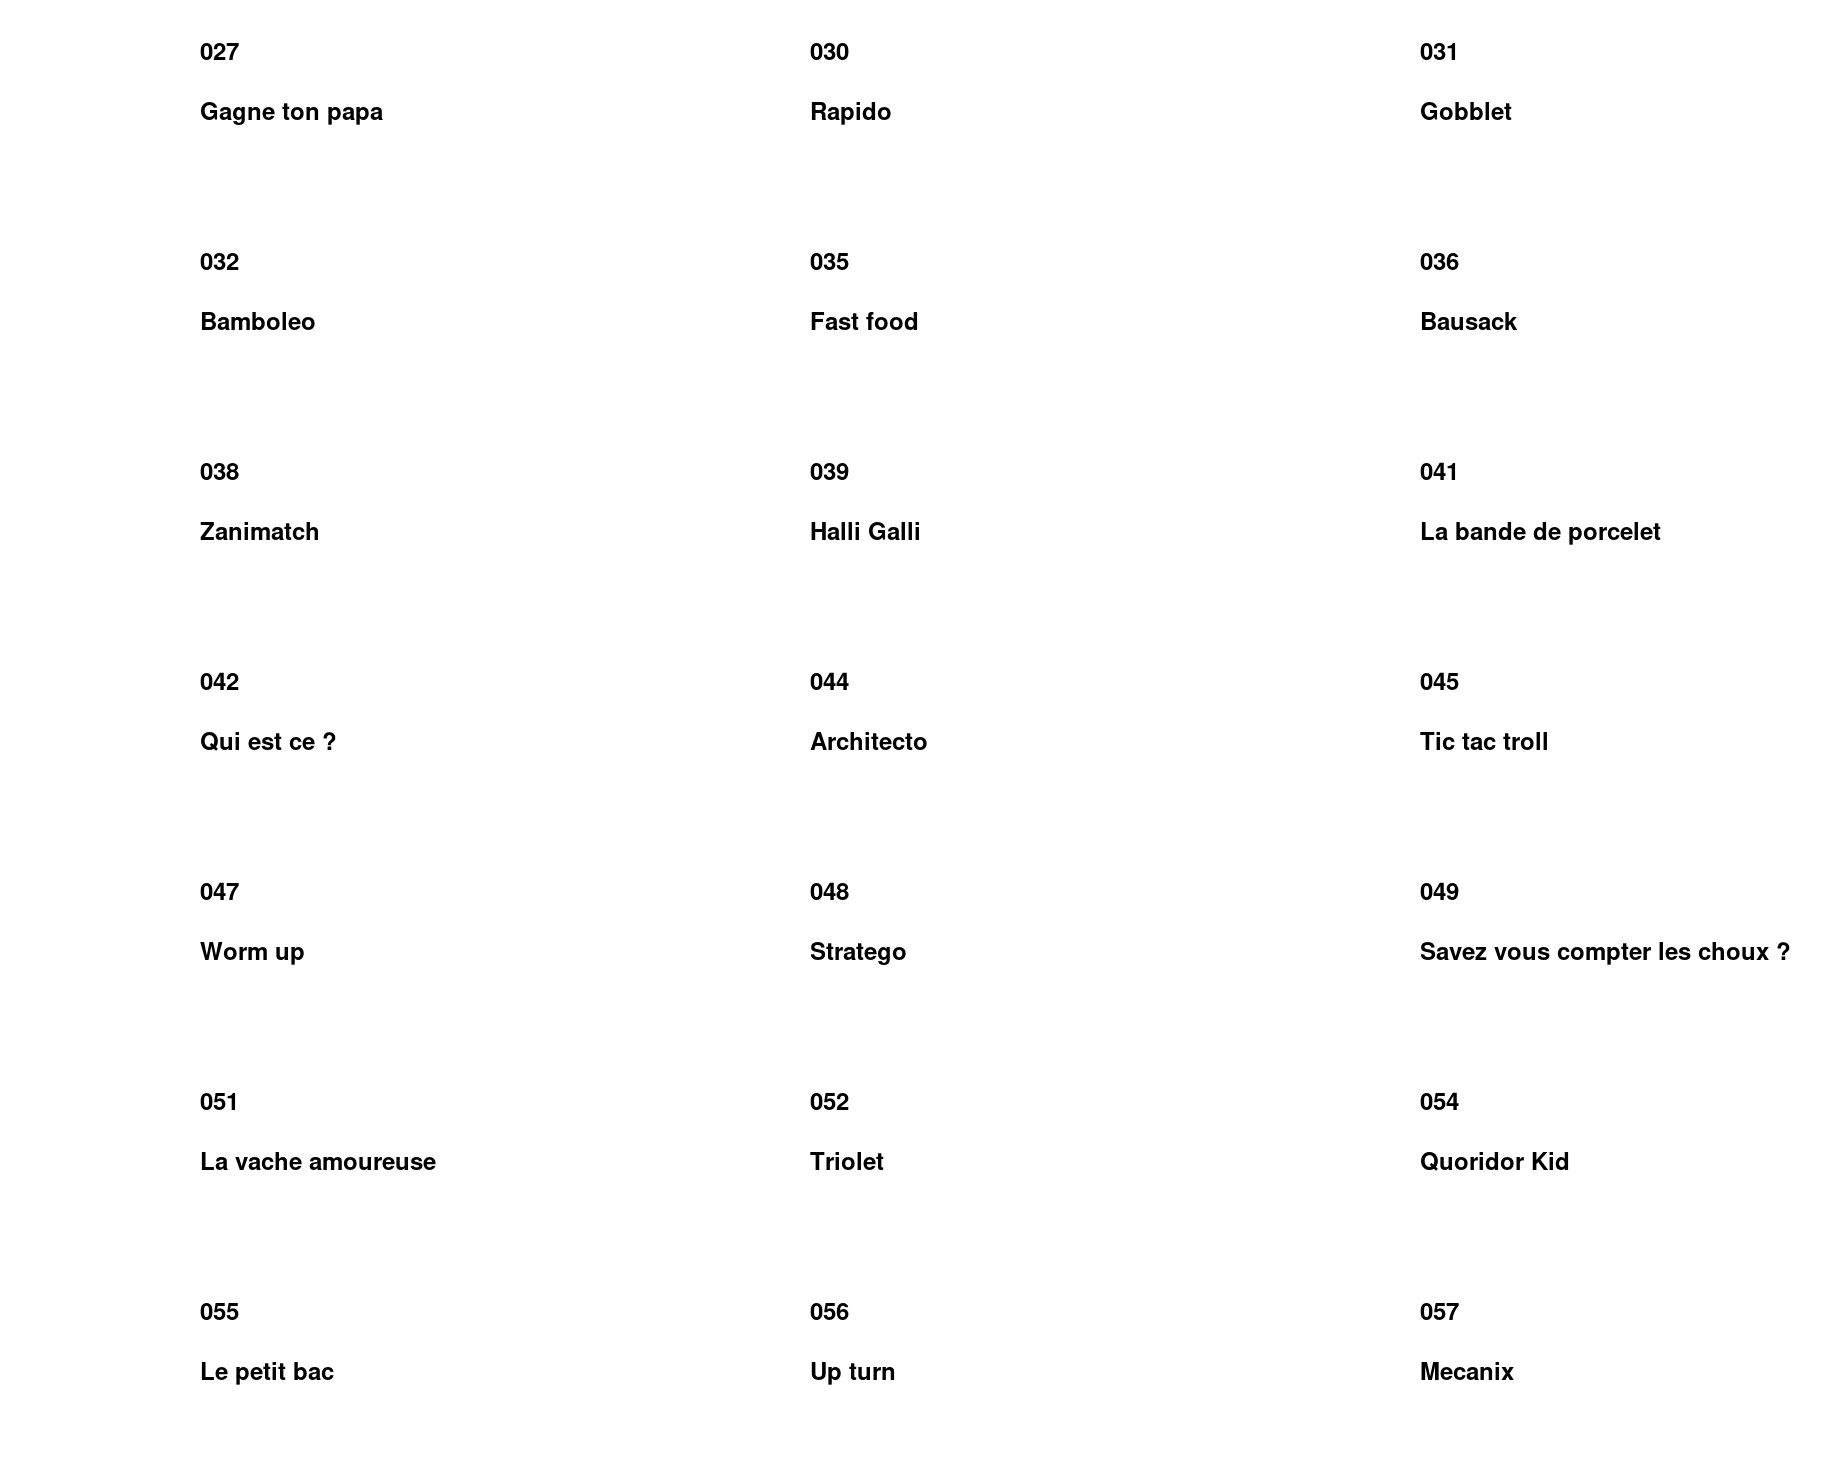 027
Gagne ton papa
030
Rapido
031
Gobblet
032
Bamboleo
035
Fast food
036
Bausack
038
Zanimatch
039
Halli Galli
041
La bande de porcelet
042
Qui est ce ?
044
Architecto
045
Tic tac troll
047
Worm up
048
Stratego
049
Savez vous compter les choux ?
051
La vache amoureuse
052
Triolet
054
Quoridor Kid
055
Le petit bac
056
Up turn
057
Mecanix